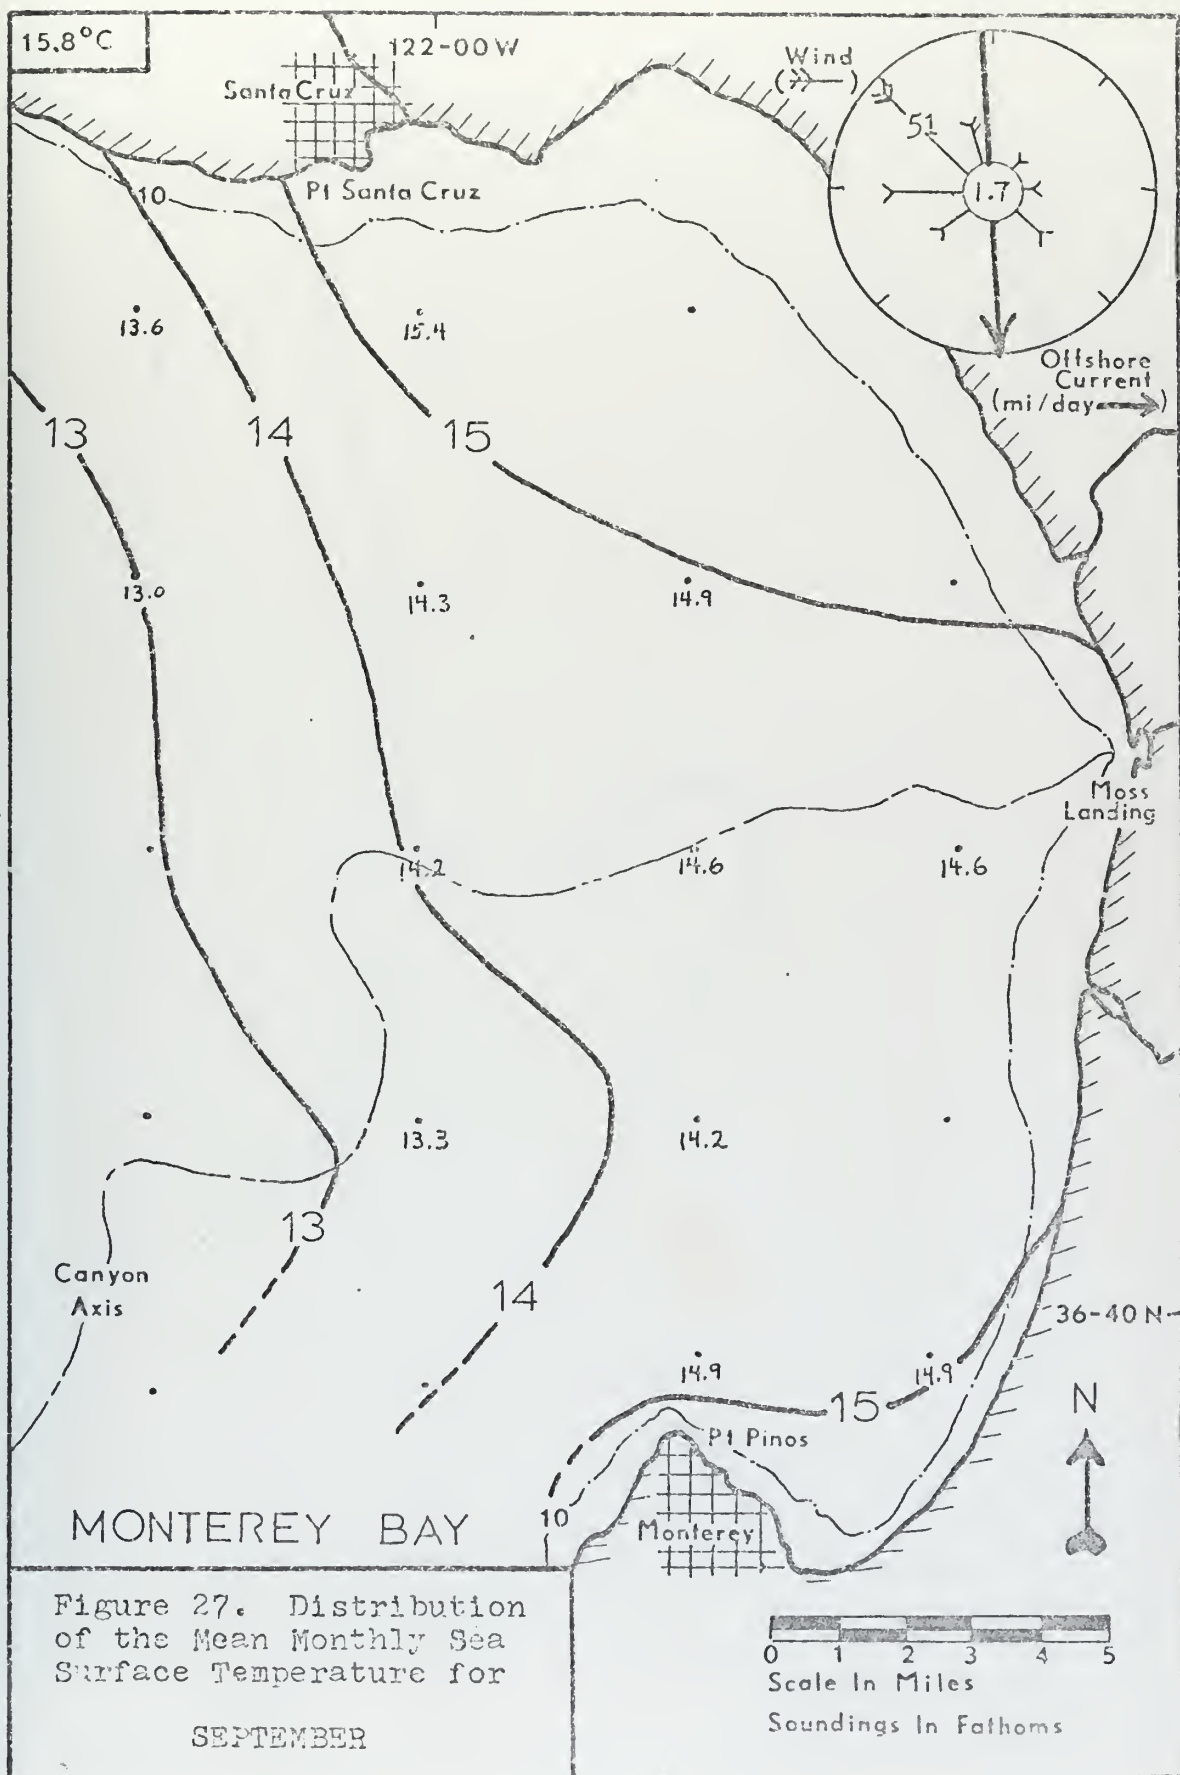 15.8°C
122-00 W
Wind
Santa Cruz
51
10
Pt Santa Cruz
1.7
13.6
15.4
Offshore
Current
(mi/day )
13
14
15
13.0
14.3
14.9
Moss
Landing
14.2
14.6
14.6
13.3
14.2
13
Canyon
Axis
14
36-40 N
14.9
14.9
15
N
Pt Pinos
10
Monterey
MONTEREY BAY
Figure 27. Distribution
of the Mean Monthly Sea
Surface Temperature for
SEPTEMBER
0 1 2 3 4 5
Scale In Miles
Soundings In Fathoms